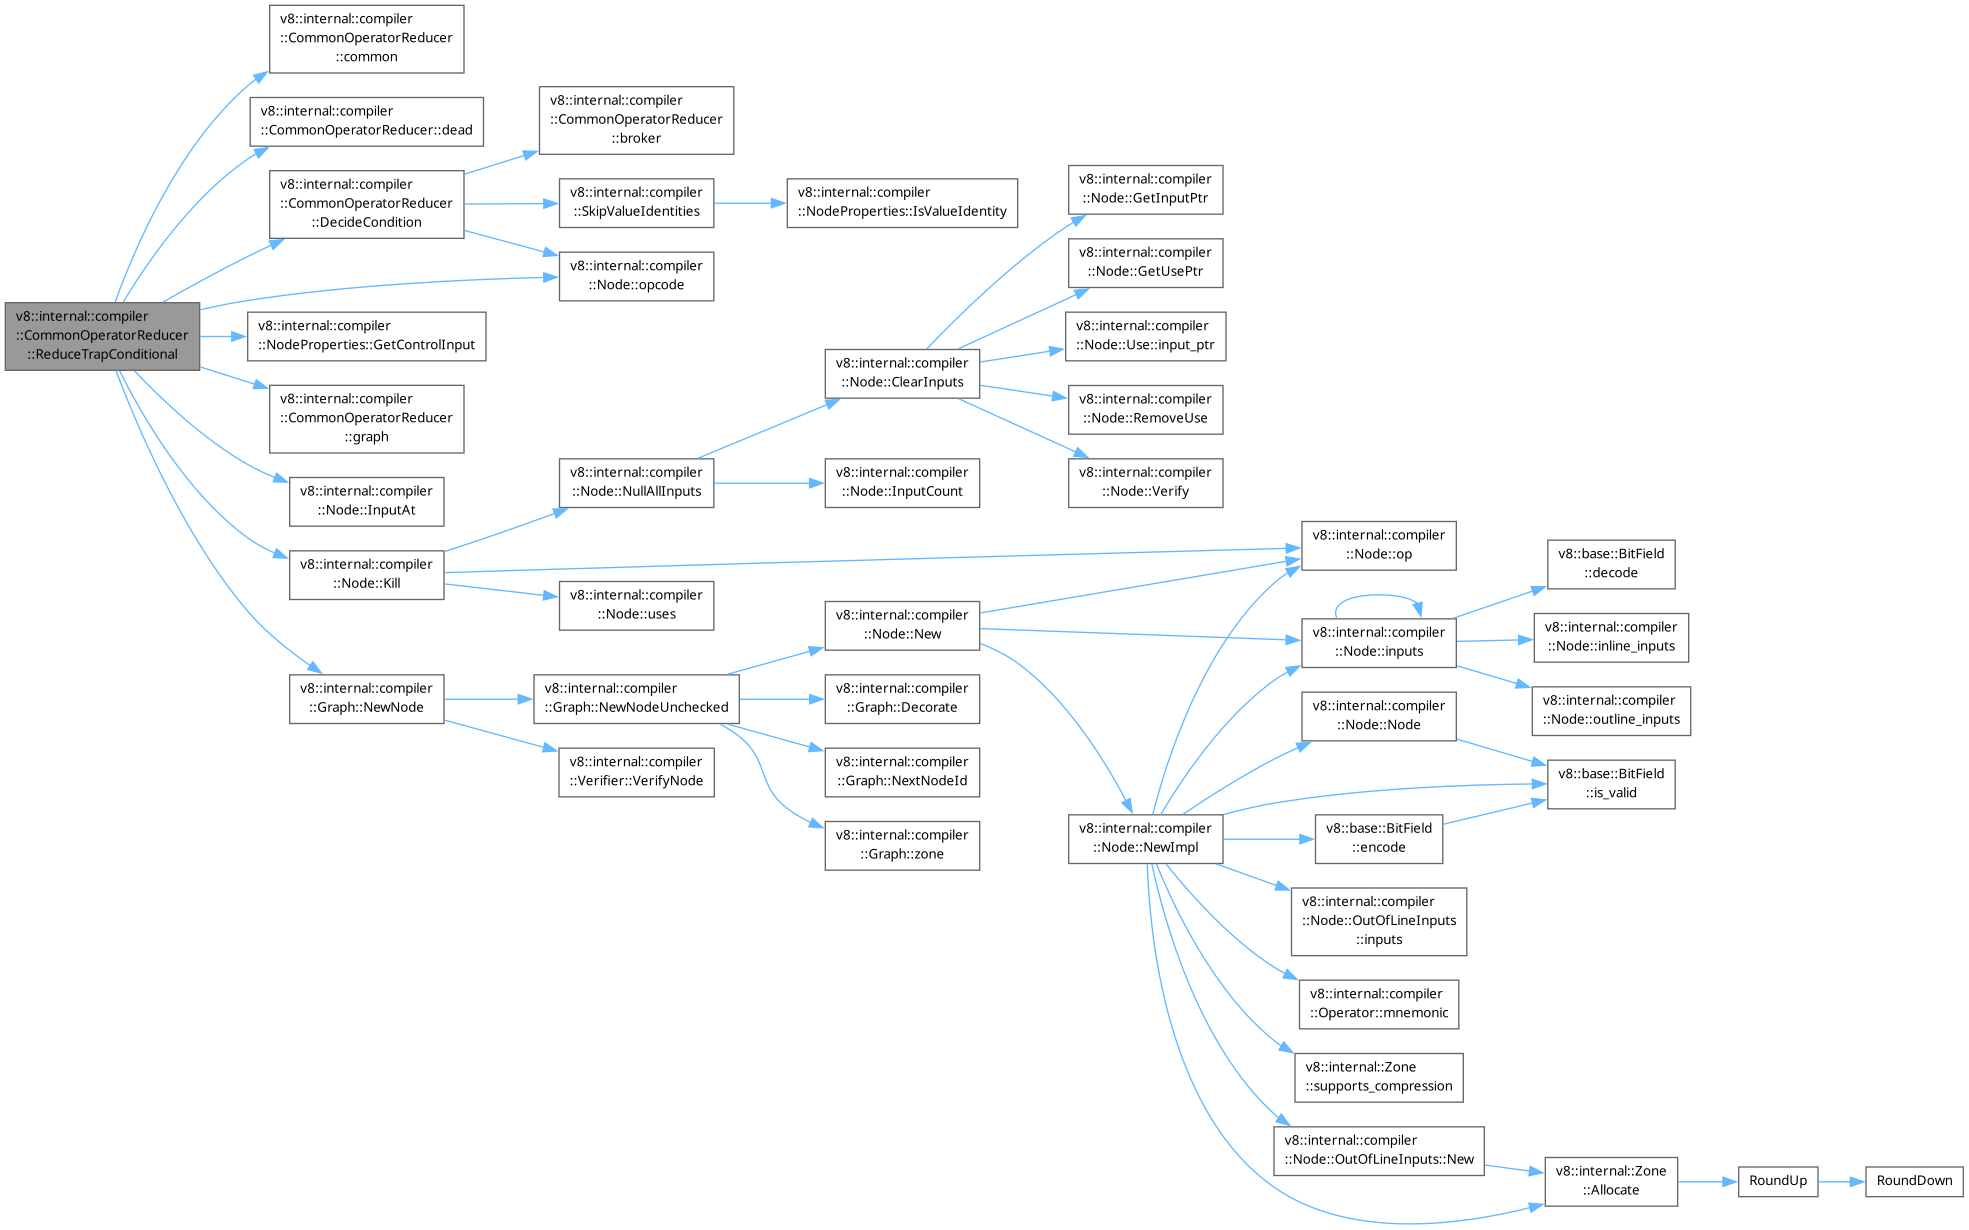 v8::internal::compiler
::CommonOperatorReducer
::ReduceTrapConditional
v8::internal::compiler
::CommonOperatorReducer
::common
v8::internal::compiler
::CommonOperatorReducer::dead
v8::internal::compiler
::CommonOperatorReducer
::DecideCondition
v8::internal::compiler
::CommonOperatorReducer
::broker
v8::internal::compiler
::SkipValueIdentities
v8::internal::compiler
::NodeProperties::IsValueIdentity
v8::internal::compiler
::Node::opcode
v8::internal::compiler
::NodeProperties::GetControlInput
v8::internal::compiler
::CommonOperatorReducer
::graph
v8::internal::compiler
::Node::InputAt
v8::internal::compiler
::Node::Kill
v8::internal::compiler
::Node::NullAllInputs
v8::internal::compiler
::Node::ClearInputs
v8::internal::compiler
::Node::GetInputPtr
v8::internal::compiler
::Node::GetUsePtr
v8::internal::compiler
::Node::Use::input_ptr
v8::internal::compiler
::Node::RemoveUse
v8::internal::compiler
::Node::Verify
v8::internal::compiler
::Node::InputCount
v8::internal::compiler
::Node::op
v8::internal::compiler
::Node::uses
v8::internal::compiler
::Graph::NewNode
v8::internal::compiler
::Graph::NewNodeUnchecked
v8::internal::compiler
::Verifier::VerifyNode
v8::internal::compiler
::Node::New
v8::internal::compiler
::Graph::Decorate
v8::internal::compiler
::Graph::NextNodeId
v8::internal::compiler
::Graph::zone
v8::internal::compiler
::Node::inputs
v8::base::BitField
::decode
v8::internal::compiler
::Node::inline_inputs
v8::internal::compiler
::Node::outline_inputs
v8::internal::compiler
::Node::NewImpl
v8::internal::compiler
::Node::Node
v8::base::BitField
::is_valid
v8::base::BitField
::encode
v8::internal::compiler
::Node::OutOfLineInputs
::inputs
v8::internal::compiler
::Operator::mnemonic
v8::internal::Zone
::supports_compression
v8::internal::compiler
::Node::OutOfLineInputs::New
v8::internal::Zone
::Allocate
RoundUp
RoundDown